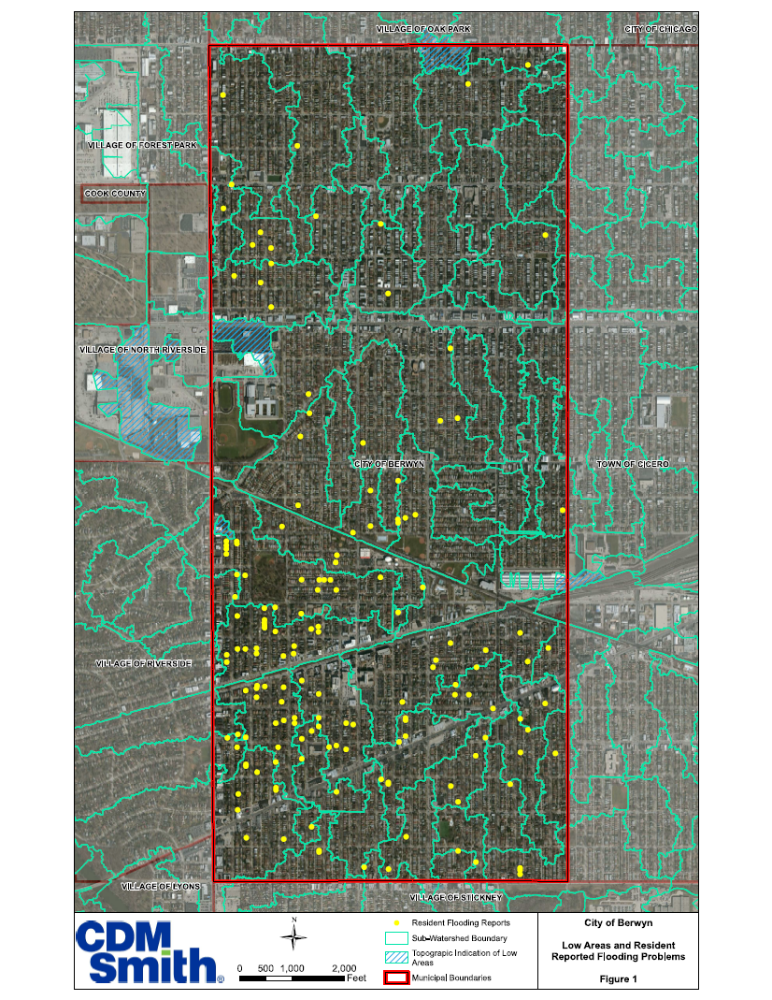 VILLAGE OF OAK PARK
CITY OF CHICAGO
VILLAGE OF FOREST PARK
COOK COUNTY
VILLAGE OF NORTH RIVERSIDE
CITY OF BERWYN
TOWN OF CICERO
VILLAGE OF RIVERSIDE
VILLAGE OF LYONS
VILLAGE OF STICKNEY
CDM
Smith®
N
0 500 1,000 2,000
Feet
Resident Flooding Reports
Sub-Watershed Boundary
Topograpic Indication of Low
Areas
Municipal Boundaries
City of Berwyn
Low Areas and Resident
Reported Flooding Problems
Figure 1